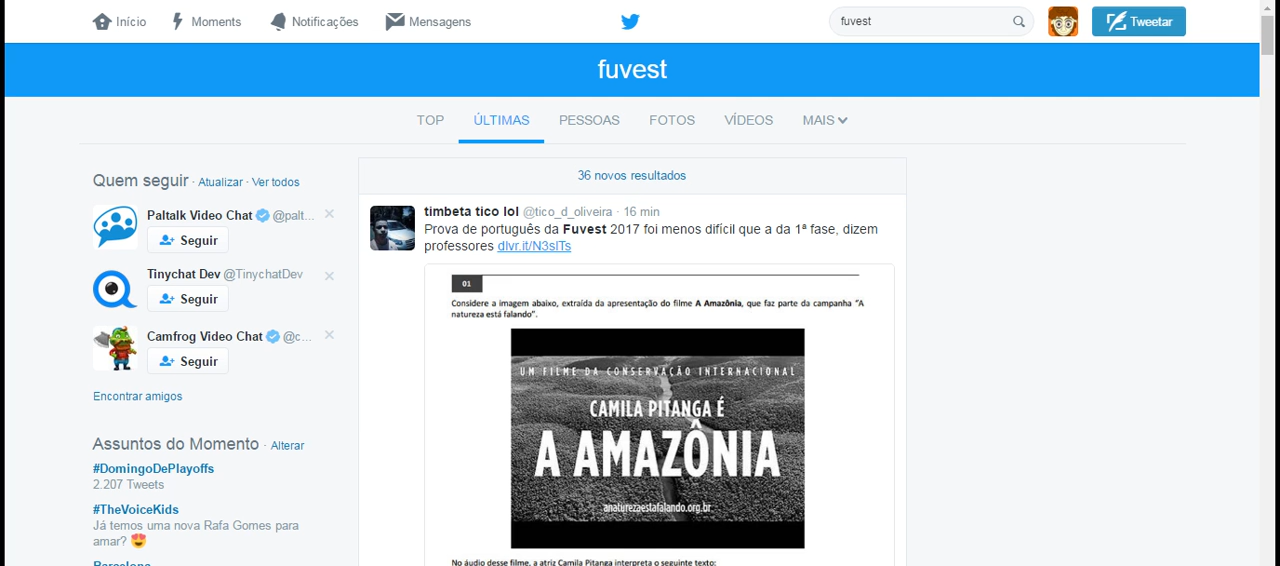 Início
Moments
Notificações
Mensagens
fuvest
Tweetar
fuvest
TOP
ÚLTIMAS
PESSOAS
FOTOS
VÍDEOS
MAIS
Quem seguir · Atualizar · Ver todos
Paltalk Video Chat @palt...
Seguir
Tinychat Dev @TinychatDev
Seguir
Camfrog Video Chat @c...
Seguir
Encontrar amigos
Assuntos do Momento · Alterar
#DomingoDePlayoffs
2.207 Tweets
#TheVoiceKids
Já temos uma nova Rafa Gomes para
amar? 😍
Barcelona
36 novos resultados
timbeta tico lol @tico_d_oliveira · 16 min
Prova de português da Fuvest 2017 foi menos difícil que a da 1ª fase, dizem
professores dlvr.it/N3slTs
01
Considere a imagem abaixo, extraída da apresentação do filme A Amazônia, que faz parte da campanha “A
natureza está falando”.
UM FILME DA CONSERVAÇÃO INTERNACIONAL
CAMILA PITANGA É
A AMAZÔNIA
anaturezaestafalando.org.br
No áudio desse filme, a atriz Camila Pitanga interpreta o seguinte texto: